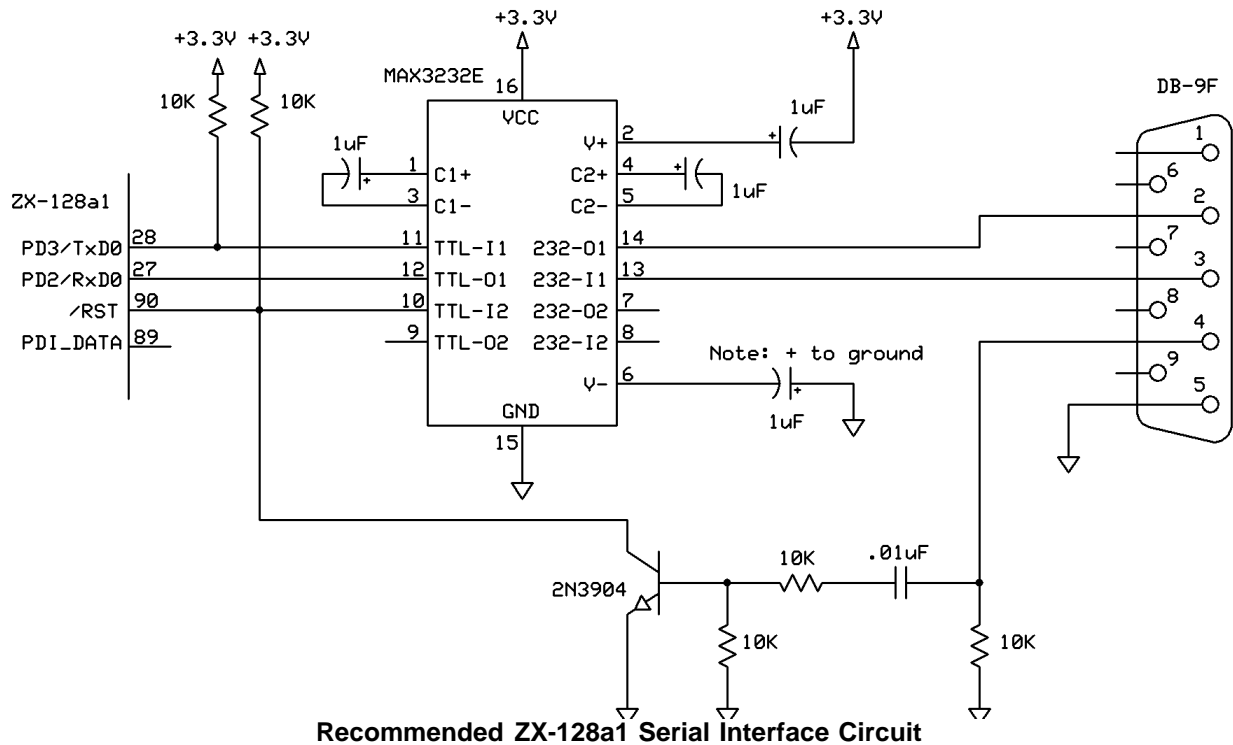 +3.3V
+3.3V
+3.3V +3.3V
MAX3232E
16
VCC
10K
10K
1uF
DB-9F
1uF
1
C1+
3
C1-
V+
2
C2+
4
C2-
5
1uF
ZX-128a1
PD3/TxD0
28
11
TTL-I1
232-O1
14
PD2/RxD0
27
12
TTL-O1
232-I1
13
/RST
90
10
TTL-I2
232-O2
7
PDI_DATA
89
9
TTL-O2
232-I2
8
V-
6
GND
15
Note: + to ground
1uF
1
6
2
7
3
8
4
9
5
2N3904
10K
.01uF
10K
10K
+
+
+
+
Recommended ZX-128a1 Serial Interface Circuit